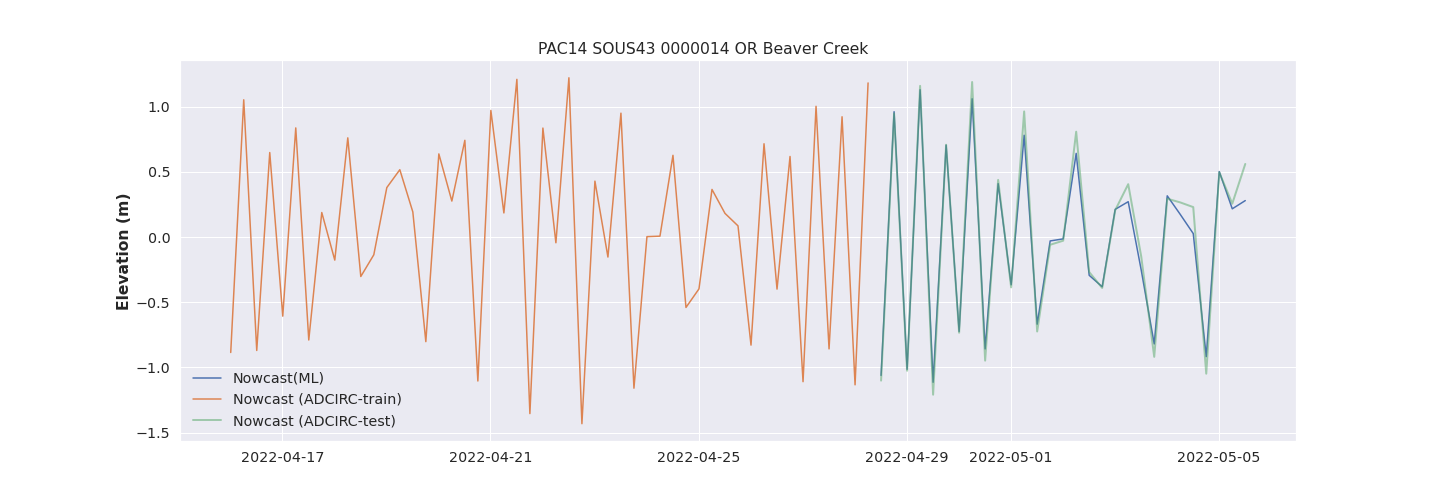 PAC14 SOUS43 0000014 OR Beaver Creek
Elevation (m)
1.0
0.5
0.0
−0.5
−1.0
−1.5
Nowcast(ML)
Nowcast (ADCIRC-train)
Nowcast (ADCIRC-test)
2022-04-17 2022-04-21 2022-04-25 2022-04-29 2022-05-01 2022-05-05